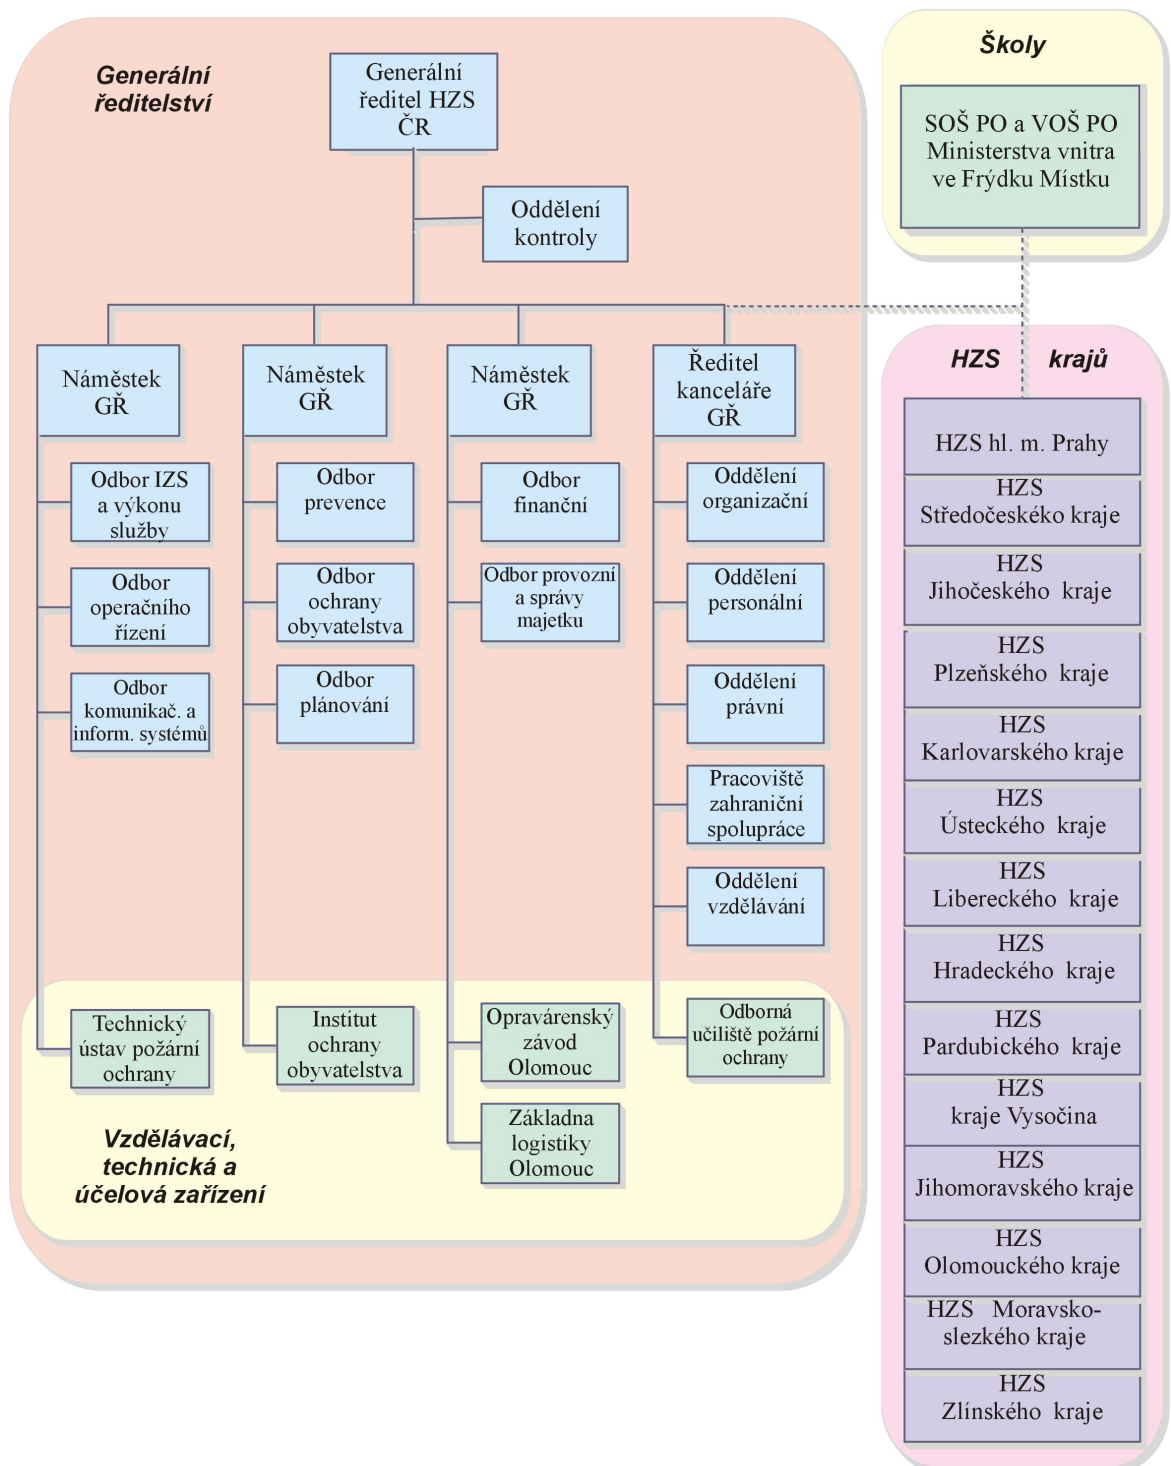 Generální
ředitelství
Generální
ředitel HZS
ČR
Oddělení
kontroly
Náměstek
GŘ
Odbor IZS
a výkonu
služby
Odbor
operačního
řízení
Odbor
komunikač. a
inform. systémů
Technický
ústav požární
ochrany
Náměstek
GŘ
Odbor
prevence
Odbor
ochrany
obyvatelstva
Odbor
plánování
Institut
ochrany
obyvatelstva
Náměstek
GŘ
Odbor
finanční
Odbor provozní
a správy
majetku
Opravárenský
závod
Olomouc
Základna
logistiky
Olomouc
Ředitel
kanceláře
GŘ
Oddělení
organizační
Oddělení
personální
Oddělení
právní
Pracoviště
zahraniční
spolupráce
Oddělení
vzdělávání
Odborná
učiliště požární
ochrany
Vzdělávací,
technická a
účelová zařízení
Školy
SOŠ PO a VOŠ PO
Ministerstva vnitra
ve Frýdku Místku
HZS krajů
HZS hl. m. Prahy
HZS
Středočeskéko kraje
HZS
Jihočeského kraje
HZS
Plzeňského kraje
HZS
Karlovarského kraje
HZS
Ústeckého kraje
HZS
Libereckého kraje
HZS
Hradeckého kraje
HZS
Pardubického kraje
HZS
kraje Vysočina
HZS
Jihomoravského kraje
HZS
Olomouckého kraje
HZS Moravsko-
slezkého kraje
HZS
Zlínského kraje